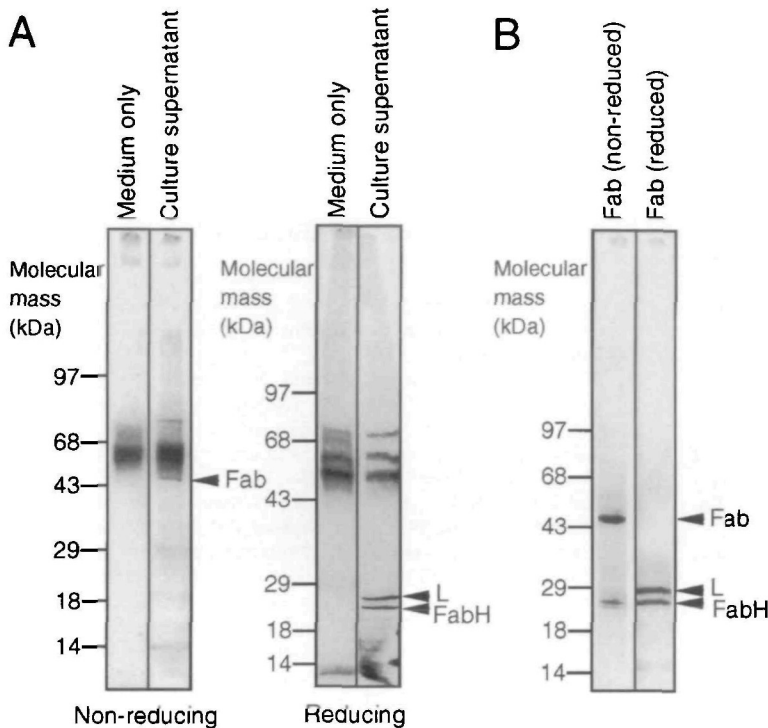 A
Medium only
Culture supernatant
Molecular
mass
(kDa)
97
68
43
29
18
14
Fab
Non-reducing
Medium only
Culture supernatant
Molecular
mass
(kDa)
97
68
43
29
18
14
L
FabH
Reducing
B
Fab (non-reduced)
Fab (reduced)
Molecular
mass
(kDa)
97
68
43
29
18
14
Fab
L
FabH